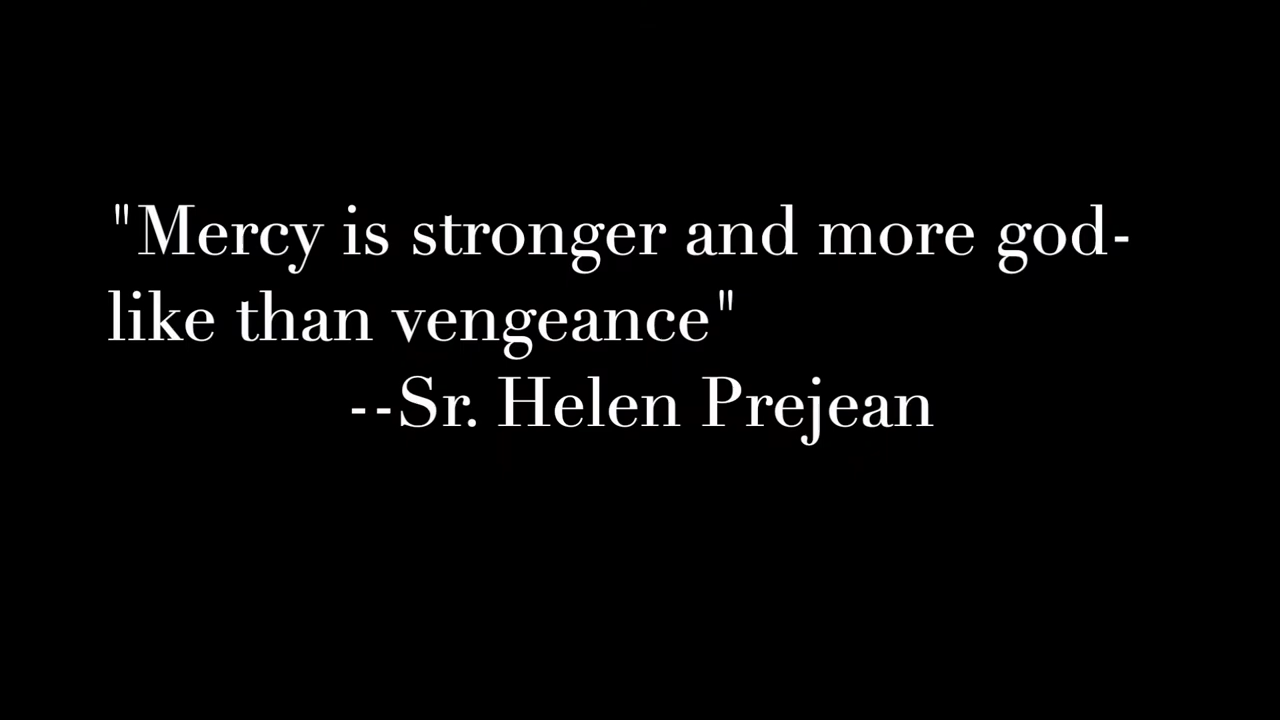 "Mercy is stronger and more god-
like than vengeance"
--Sr. Helen Prejean